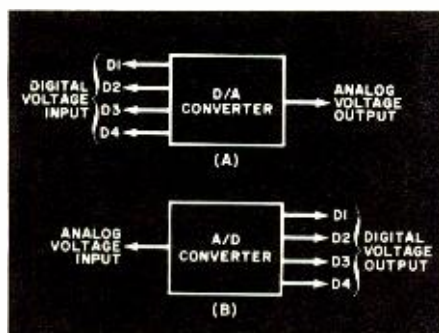 D1
D2
D3
D4
DIGITAL
VOLTAGE
INPUT
D/A
CONVERTER
ANALOG
VOLTAGE
OUTPUT
(A)
ANALOG
VOLTAGE
INPUT
A/D
CONVERTER
D1
D2
D3
D4
DIGITAL
VOLTAGE
OUTPUT
(B)